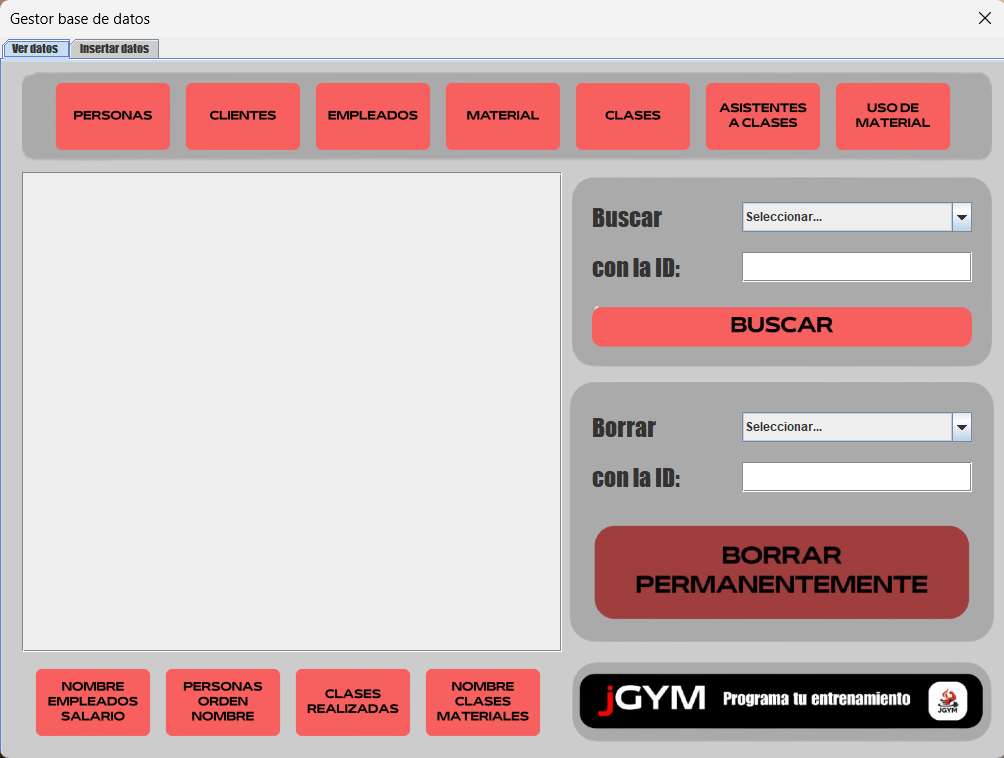 Gestor base de datos
Ver datos
Insertar datos
PERSONAS
CLIENTES
EMPLEADOS
MATERIAL
CLASES
ASISTENTES
A CLASES
USO DE
MATERIAL
Buscar
Seleccionar...
con la ID:
BUSCAR
Borrar
Seleccionar...
con la ID:
BORRAR
PERMANENTEMENTE
NOMBRE
EMPLEADOS
SALARIO
PERSONAS
ORDEN
NOMBRE
CLASES
REALIZADAS
NOMBRE
CLASES
MATERIALES
jGYM
Programa tu entrenamiento
JGYM